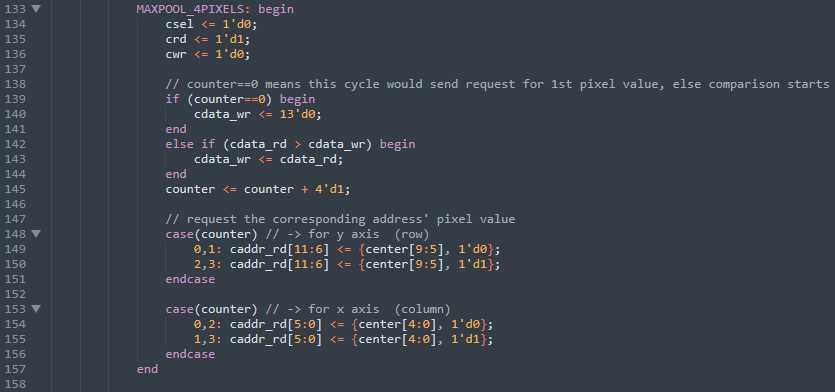 133 MAXPOOL_4PIXELS: begin
134 csel <= 1'd0;
135 crd <= 1'd1;
136 cwr <= 1'd0;
137
138 // counter==0 means this cycle would send request for 1st pixel value, else comparison starts
139 if (counter==0) begin
140 cdata_wr <= 13'd0;
141 end
142 else if (cdata_rd > cdata_wr) begin
143 cdata_wr <= cdata_rd;
144 end
145 counter <= counter + 4'd1;
146
147 // request the corresponding address' pixel value
148 case(counter) // -> for y axis  (row)
149 0,1: caddr_rd[11:6] <= {center[9:5], 1'd0};
150 2,3: caddr_rd[11:6] <= {center[9:5], 1'd1};
151 endcase
152
153 case(counter) // -> for x axis  (column)
154 0,2: caddr_rd[5:0] <= {center[4:0], 1'd0};
155 1,3: caddr_rd[5:0] <= {center[4:0], 1'd1};
156 endcase
157 end
158